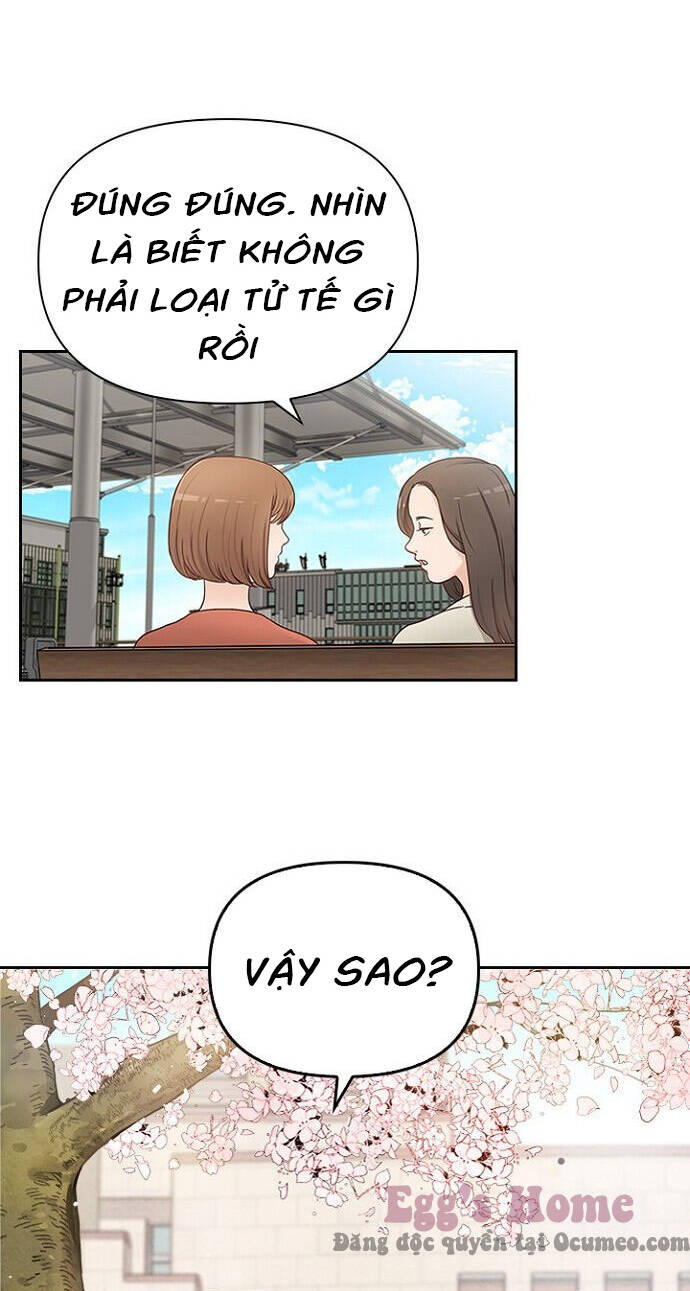 ĐÚNG ĐÚNG. NHÌN
LÀ BIẾT KHÔNG
PHẢI LOẠI TỬ TẾ GÌ
RỒI
VẬY SAO?
Egg's Home
Đăng độc quyền tại Ocumeo.com